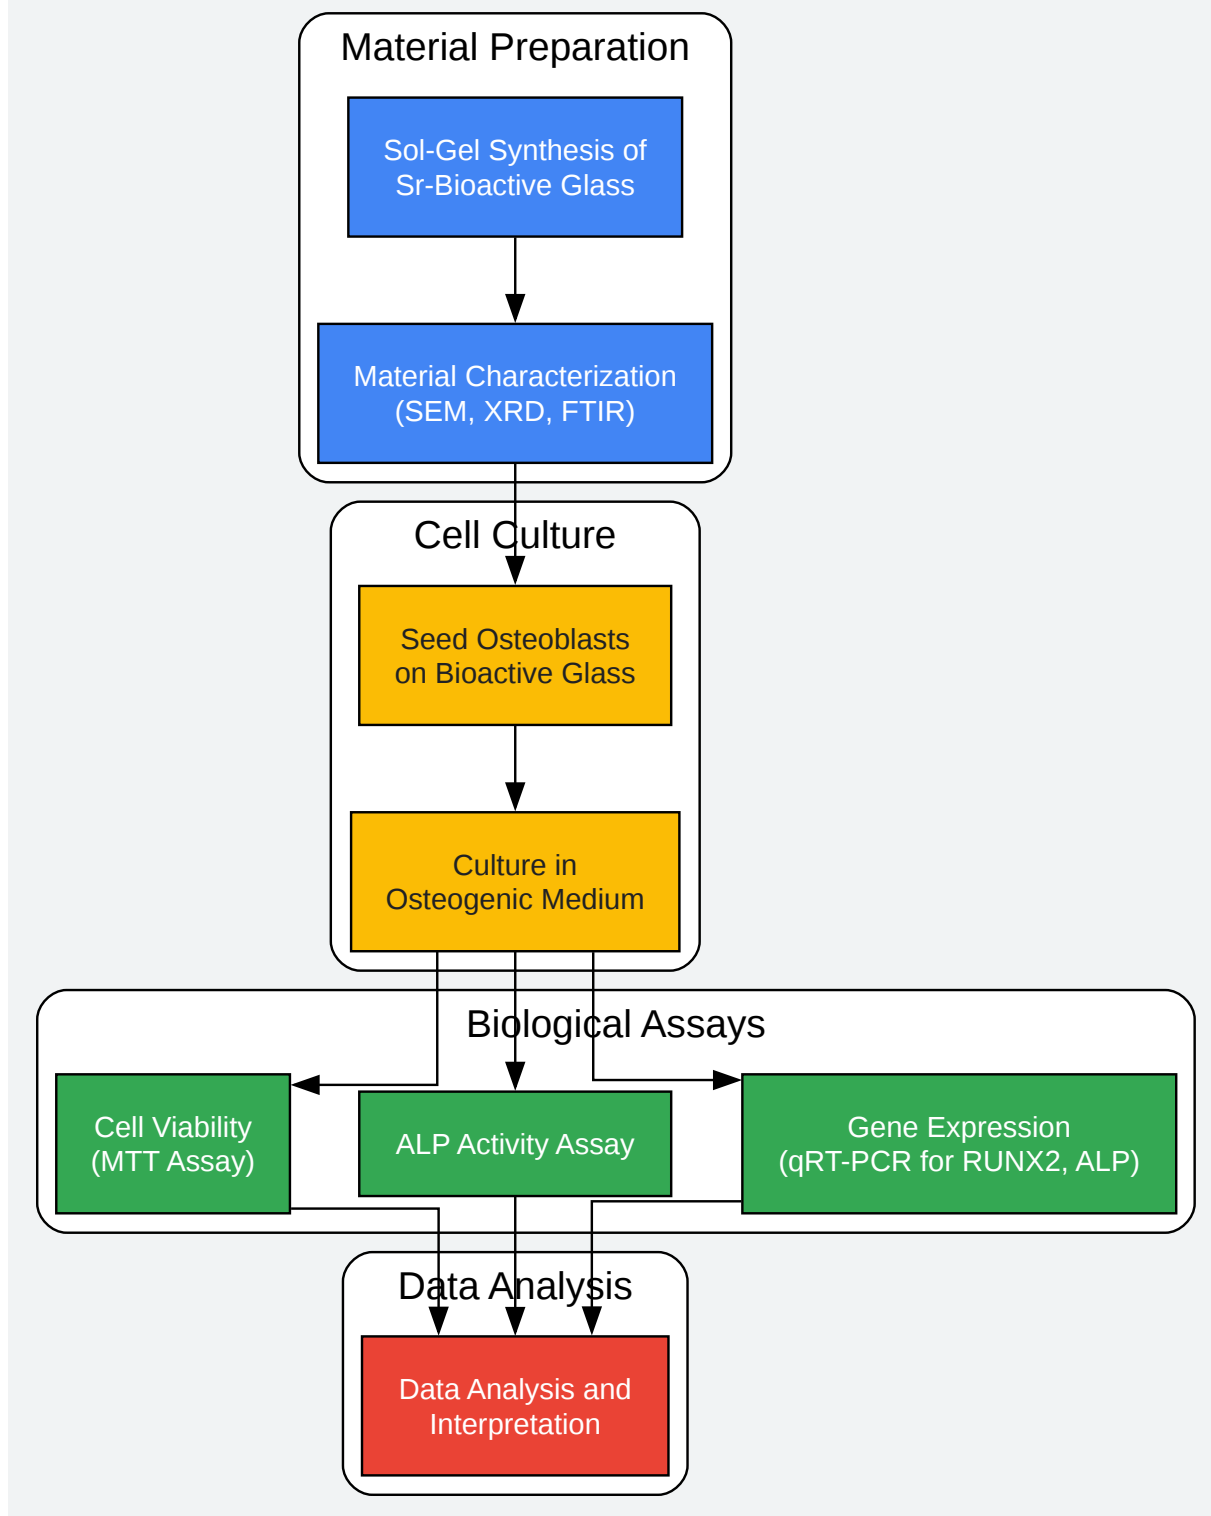 Material Preparation
Sol-Gel Synthesis of
Sr-Bioactive Glass
Material Characterization
(SEM, XRD, FTIR)
Cell Culture
Seed Osteoblasts
on Bioactive Glass
Culture in
Osteogenic Medium
Biological Assays
Cell Viability
(MTT Assay)
ALP Activity Assay
Gene Expression
(qRT-PCR for RUNX2, ALP)
Data Analysis
Data Analysis and
Interpretation